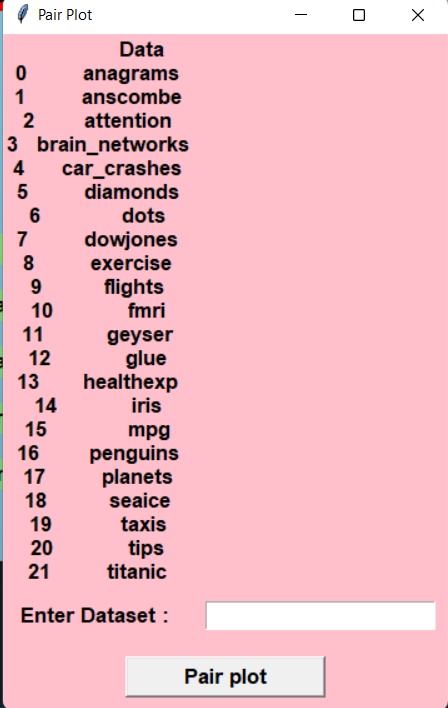 Pair Plot
Data
0 anagrams
1 anscombe
2 attention
3 brain_networks
4 car_crashes
5 diamonds
6 dots
7 dowjones
8 exercise
9 flights
10 fmri
11 geyser
12 glue
13 healthexp
14 iris
15 mpg
16 penguins
17 planets
18 seaice
19 taxis
20 tips
21 titanic
Enter Dataset :
Pair plot